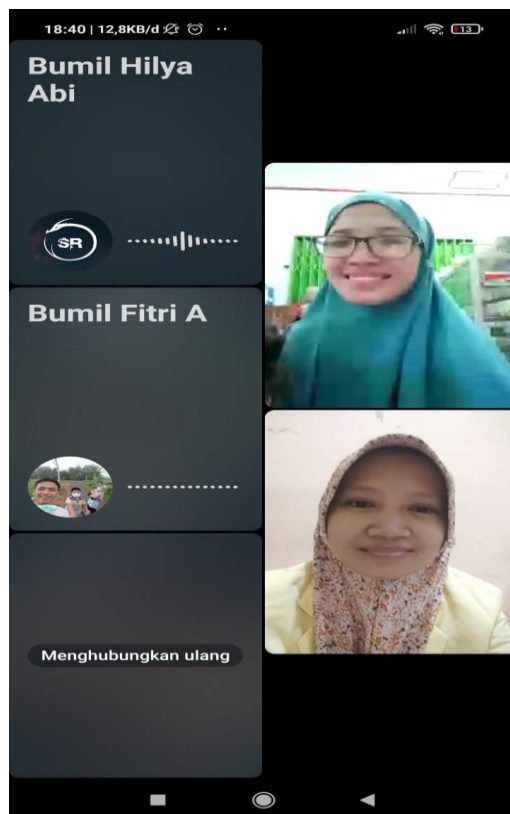 18:40 | 12,8KB/d
13
Bumil Hilya
Abi
SR
Bumil Fitri A
Menghubungkan ulang